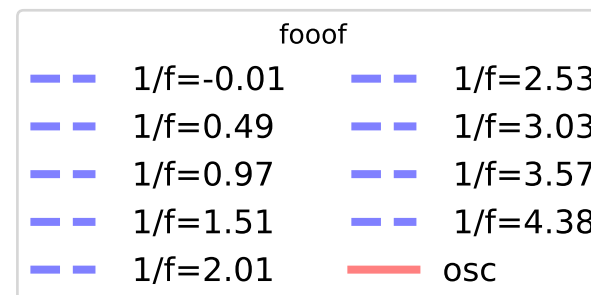 fooof
1/f=-0.01 1/f=2.53
1/f=0.49 1/f=3.03
1/f=0.97 1/f=3.57
1/f=1.51 1/f=4.38
1/f=2.01 osc